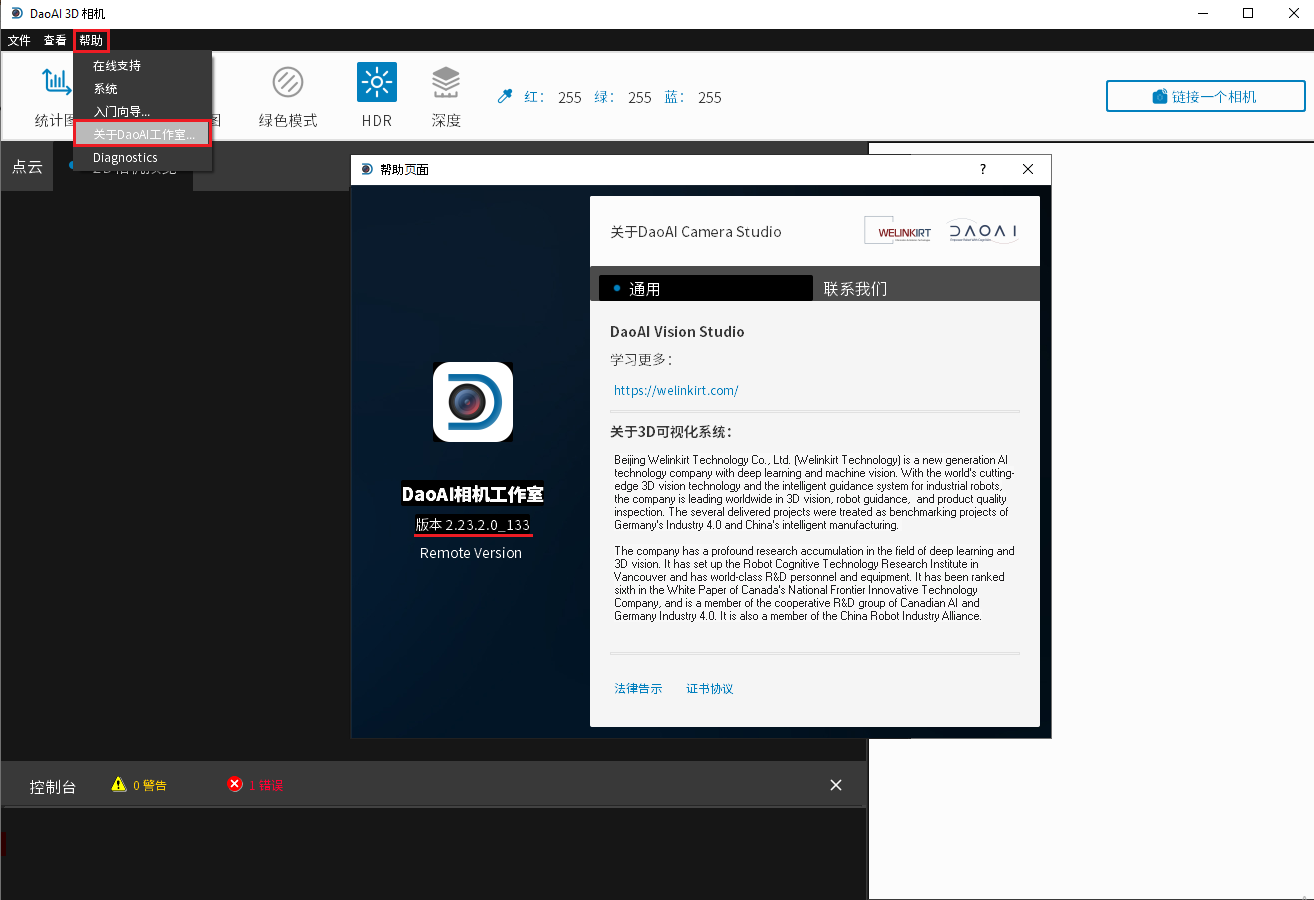 DaoAI 3D 相机
文件 查看 帮助
在线支持
系统
入门向导...
关于DaoAI工作室...
Diagnostics
统计图
图
绿色模式
HDR
深度
红: 255 绿: 255 蓝: 255
链接一个相机
点云
帮助页面
?
关于DaoAI Camera Studio
WELINKIRT
DAOAI
通用
联系我们
DaoAI Vision Studio
学习更多:
https://welinkirt.com/
关于3D可视化系统:
Beijing Welinkirt Technology Co., Ltd. (Welinkirt Technology) is a new generation AI
technology company with deep learning and machine vision. With the world's cutting-
edge 3D vision technology and the intelligent guidance system for industrial robots,
the company is leading worldwide in 3D vision, robot guidance, and product quality
inspection. The several delivered projects were treated as benchmarking projects of
Germany's Industry 4.0 and China's intelligent manufacturing.
The company has a profound research accumulation in the field of deep learning and
3D vision. It has set up the Robot Cognitive Technology Research Institute in
Vancouver and has world-class R&D personnel and equipment. It has been ranked
sixth in the White Paper of Canada's National Frontier Innovative Technology
Company, and is a member of the cooperative R&D group of Canadian AI and
Germany Industry 4.0. It is also a member of the China Robot Industry Alliance.
法律告示 证书协议
DaoAI相机工作室
版本 2.23.2.0_133
Remote Version
控制台
0 警告
1 错误